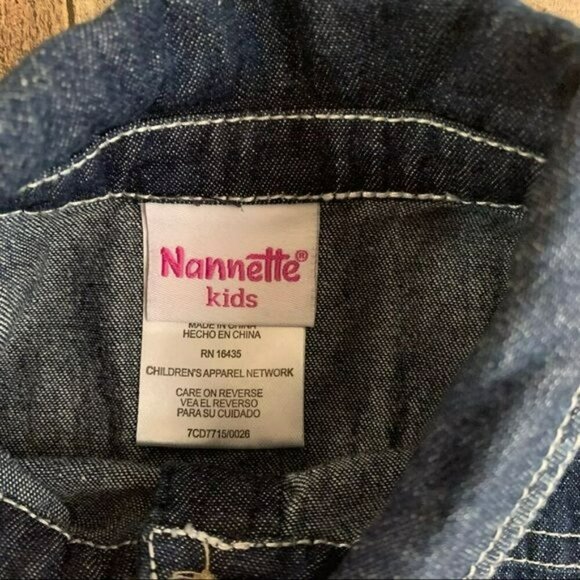 Nannette®
kids
MADE IN CHINA
HECHO EN CHINA
RN 16435
CHILDREN'S APPAREL NETWORK
CARE ON REVERSE
VEA EL REVERSO
PARA SU CUIDADO
7CD7715/0026